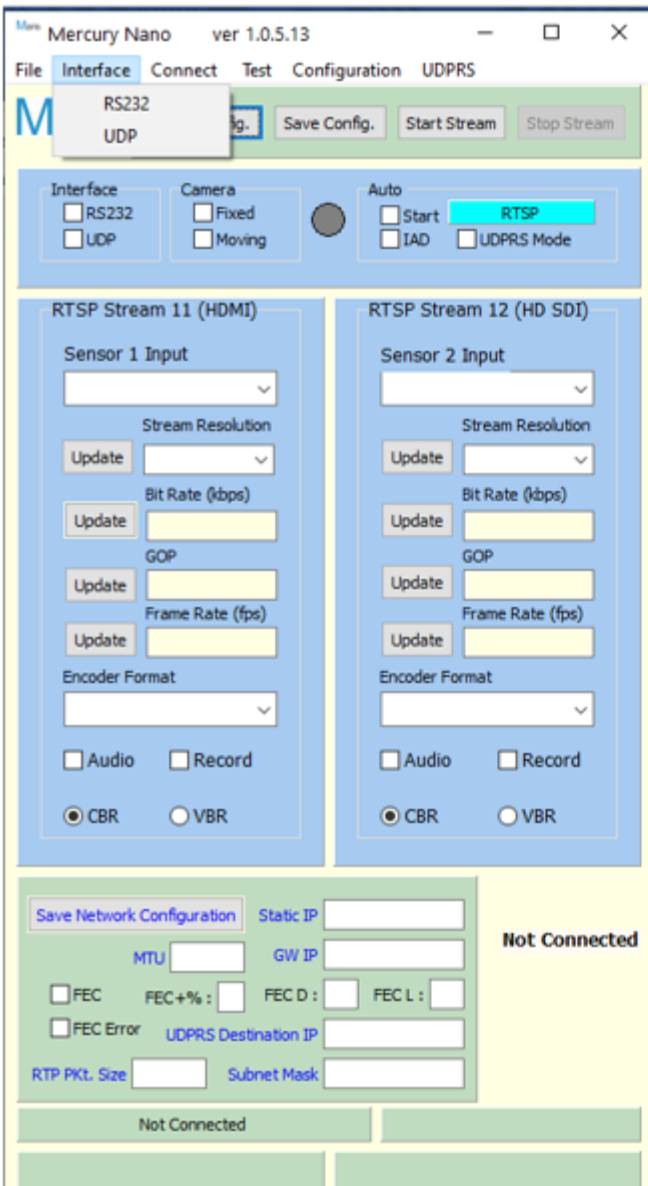 Mercury Nano ver 1.0.5.13
File Interface Connect Test Configuration UDPRS
RS232
UDP
M
Save Config. Start Stream Stop Stream
Interface Camera Auto
RS232 Fixed Start RTSP
UDP Moving IAD UDPRS Mode
RTSP Stream 11 (HDMI)
Sensor 1 Input
Stream Resolution
Update
Bit Rate (kbps)
Update
GOP
Update
Frame Rate (fps)
Update
Encoder Format
Audio Record
CBR VBR
RTSP Stream 12 (HD SDI)
Sensor 2 Input
Stream Resolution
Update
Bit Rate (kbps)
Update
GOP
Update
Frame Rate (fps)
Update
Encoder Format
Audio Record
CBR VBR
Save Network Configuration Static IP
MTU GW IP
FEC FEC+% : FEC D : FEC L :
FEC Error UDPRS Destination IP
RTP PKt. Size Subnet Mask
Not Connected
Not Connected